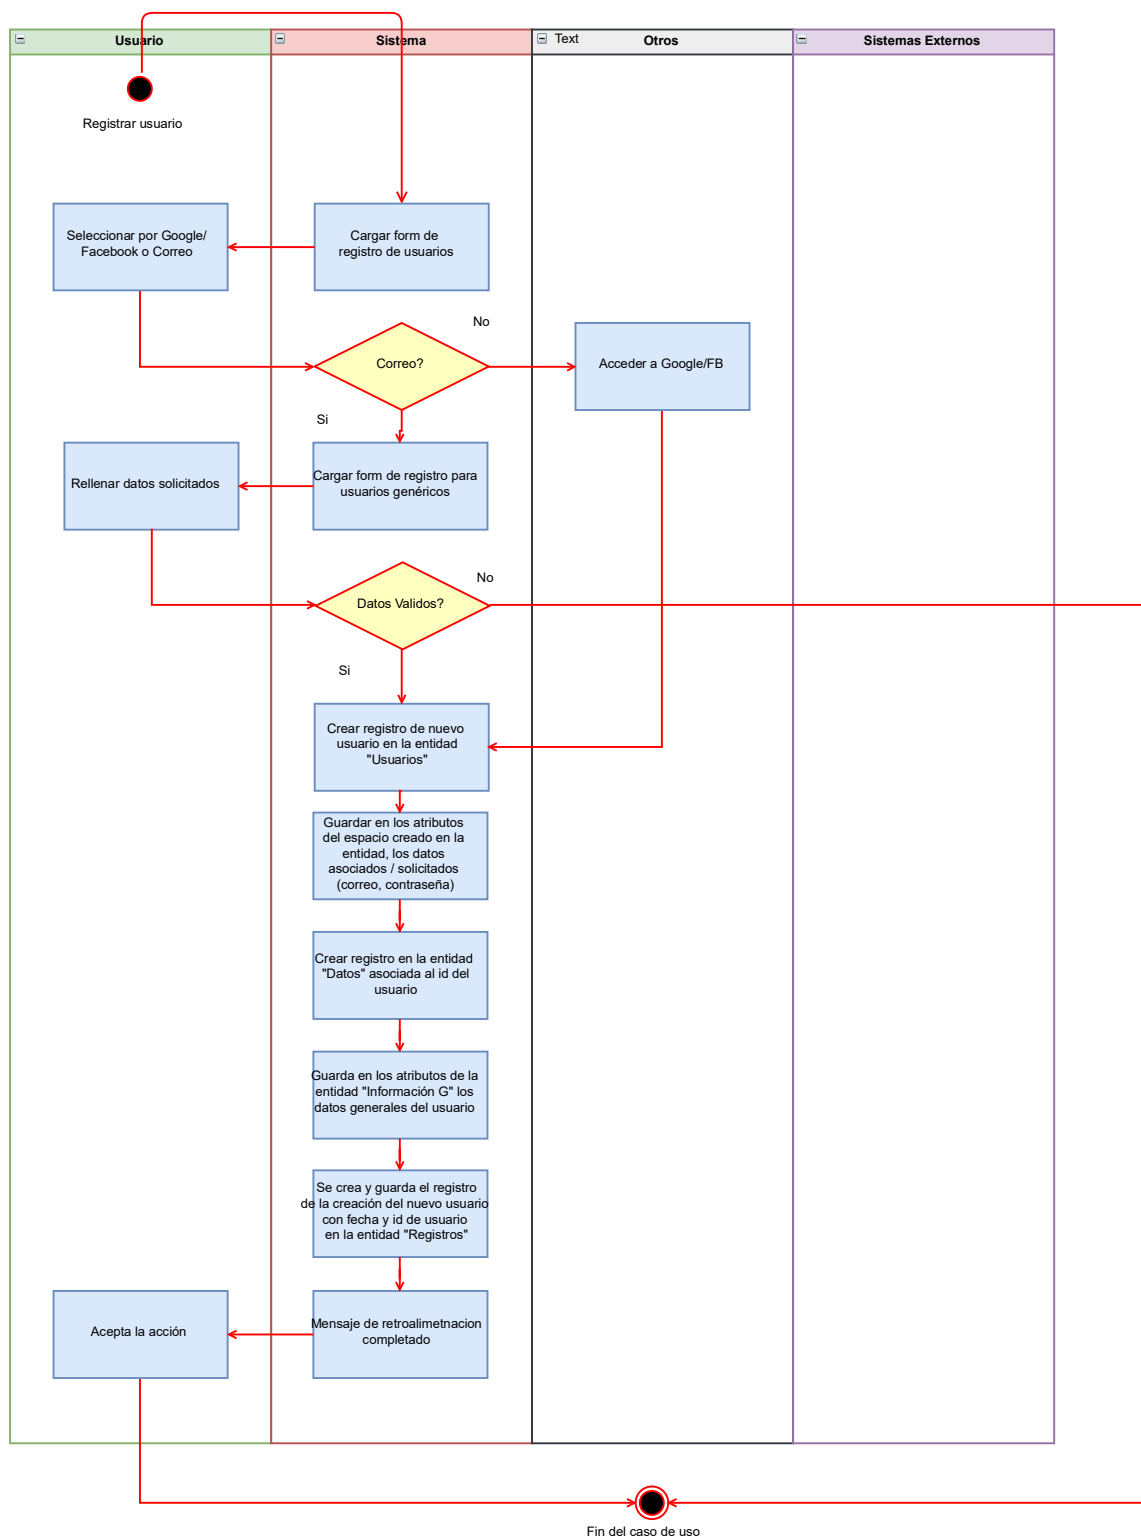 Usuario
Sistema
Text
Otros
Sistemas Externos
Registrar usuario
Seleccionar por Google/
Facebook o Correo
Cargar form de
registro de usuarios
No
Correo?
Acceder a Google/FB
Si
Rellenar datos solicitados
Cargar form de registro para
usuarios genéricos
No
Datos Validos?
Si
Crear registro de nuevo
usuario en la entidad
"Usuarios"
Guardar en los atributos
del espacio creado en la
entidad, los datos
asociados / solicitados
(correo, contraseña)
Crear registro en la entidad
"Datos" asociada al id del
usuario
Guarda en los atributos de la
entidad "Información G" los
datos generales del usuario
Se crea y guarda el registro
de la creación del nuevo usuario
con fecha y id de usuario
en la entidad "Registros"
Acepta la acción
Mensaje de retroalimetnacion
completado
Fin del caso de uso